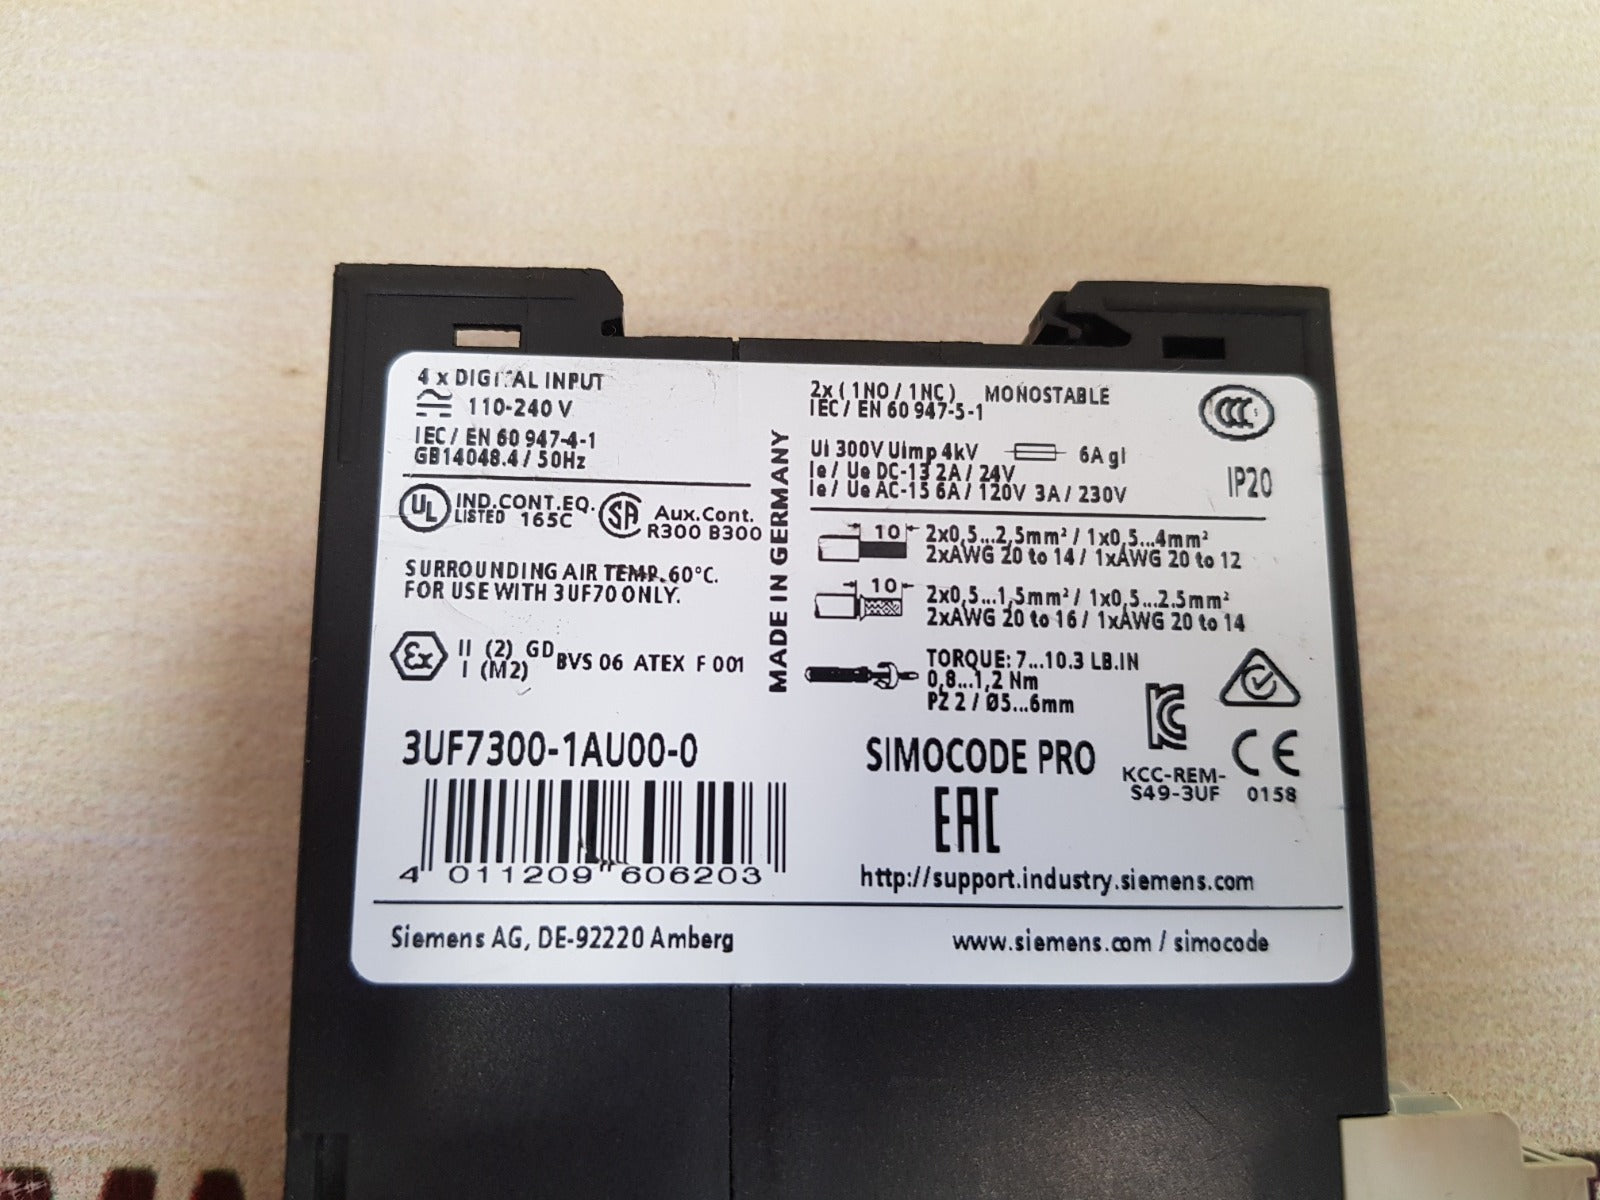 4 x DIGITAL INPUT
110-240 V
IEC / EN 60 947-4-1
GB14048.4 / 50Hz
UL IND.CONT.EQ.
LISTED 165C
SA Aux.Cont.
R300 B300
SURROUNDING AIR TEMP. 60°C.
FOR USE WITH 3UF70 ONLY.
Ex II (2) GD
I (M2)
BVS 06 ATEX F 001
3UF7300-1AU00-0
4 011209 606203
MADE IN GERMANY
2x ( 1NO / 1NC ) MONOSTABLE
IEC / EN 60 947-5-1
CCC S
Ui 300V Uimp 4kV 6A gl
Ie / Ue DC-13 2A / 24V
Ie / Ue AC-15 6A / 120V 3A / 230V
IP20
10 2x0,5...2,5mm² / 1x0,5...4mm²
2xAWG 20 to 14 / 1xAWG 20 to 12
10 2x0,5...1,5mm² / 1x0,5...2.5mm²
2xAWG 20 to 16 / 1xAWG 20 to 14
TORQUE: 7...10.3 LB.IN
0,8...1,2 Nm
PZ 2 / Ø5...6mm
SIMOCODE PRO
KCC-REM-
S49-3UF
CE
0158
EAC
http://support.industry.siemens.com
Siemens AG, DE-92220 Amberg
www.siemens.com / simocode